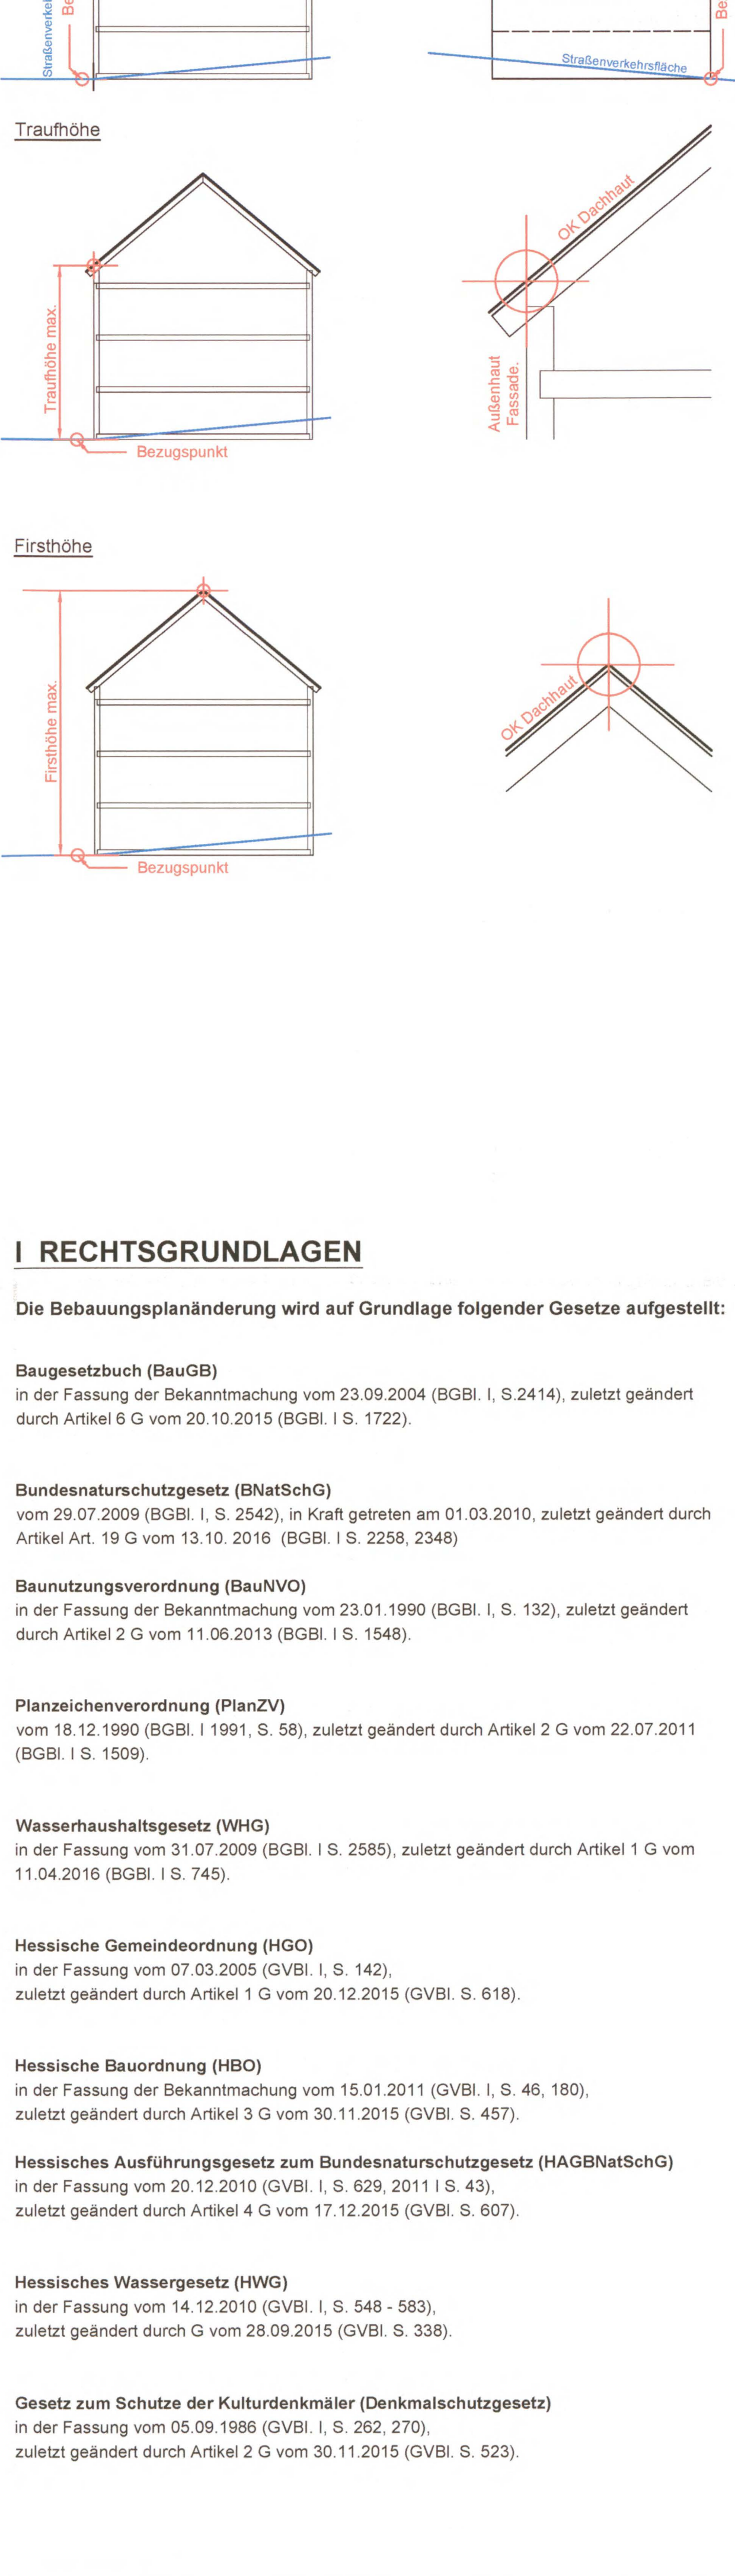 Straßenverke
Be
Be
Straßenverkehrsfläche
Traufhöhe
OK Dachhaut
Traufhöhe max.
Außenhaut
Fassade.
Bezugspunkt
Firsthöhe
OK Dachhaut
Firsthöhe max.
Bezugspunkt
I RECHTSGRUNDLAGEN
Die Bebauungsplanänderung wird auf Grundlage folgender Gesetze aufgestellt:
Baugesetzbuch (BauGB)
in der Fassung der Bekanntmachung vom 23.09.2004 (BGBl. I, S.2414), zuletzt geändert
durch Artikel 6 G vom 20.10.2015 (BGBl. I S. 1722).
Bundesnaturschutzgesetz (BNatSchG)
vom 29.07.2009 (BGBl. I, S. 2542), in Kraft getreten am 01.03.2010, zuletzt geändert durch
Artikel Art. 19 G vom 13.10. 2016 (BGBl. I S. 2258, 2348)
Baunutzungsverordnung (BauNVO)
in der Fassung der Bekanntmachung vom 23.01.1990 (BGBl. I, S. 132), zuletzt geändert
durch Artikel 2 G vom 11.06.2013 (BGBl. I S. 1548).
Planzeichenverordnung (PlanZV)
vom 18.12.1990 (BGBl. I 1991, S. 58), zuletzt geändert durch Artikel 2 G vom 22.07.2011
(BGBl. I S. 1509).
Wasserhaushaltsgesetz (WHG)
in der Fassung vom 31.07.2009 (BGBl. I S. 2585), zuletzt geändert durch Artikel 1 G vom
11.04.2016 (BGBl. I S. 745).
Hessische Gemeindeordnung (HGO)
in der Fassung vom 07.03.2005 (GVBl. I, S. 142),
zuletzt geändert durch Artikel 1 G vom 20.12.2015 (GVBl. S. 618).
Hessische Bauordnung (HBO)
in der Fassung der Bekanntmachung vom 15.01.2011 (GVBl. I, S. 46, 180),
zuletzt geändert durch Artikel 3 G vom 30.11.2015 (GVBl. S. 457).
Hessisches Ausführungsgesetz zum Bundesnaturschutzgesetz (HAGBNatSchG)
in der Fassung vom 20.12.2010 (GVBl. I, S. 629, 2011 I S. 43),
zuletzt geändert durch Artikel 4 G vom 17.12.2015 (GVBl. S. 607).
Hessisches Wassergesetz (HWG)
in der Fassung vom 14.12.2010 (GVBl. I, S. 548 - 583),
zuletzt geändert durch G vom 28.09.2015 (GVBl. S. 338).
Gesetz zum Schutze der Kulturdenkmäler (Denkmalschutzgesetz)
in der Fassung vom 05.09.1986 (GVBl. I, S. 262, 270),
zuletzt geändert durch Artikel 2 G vom 30.11.2015 (GVBl. S. 523).